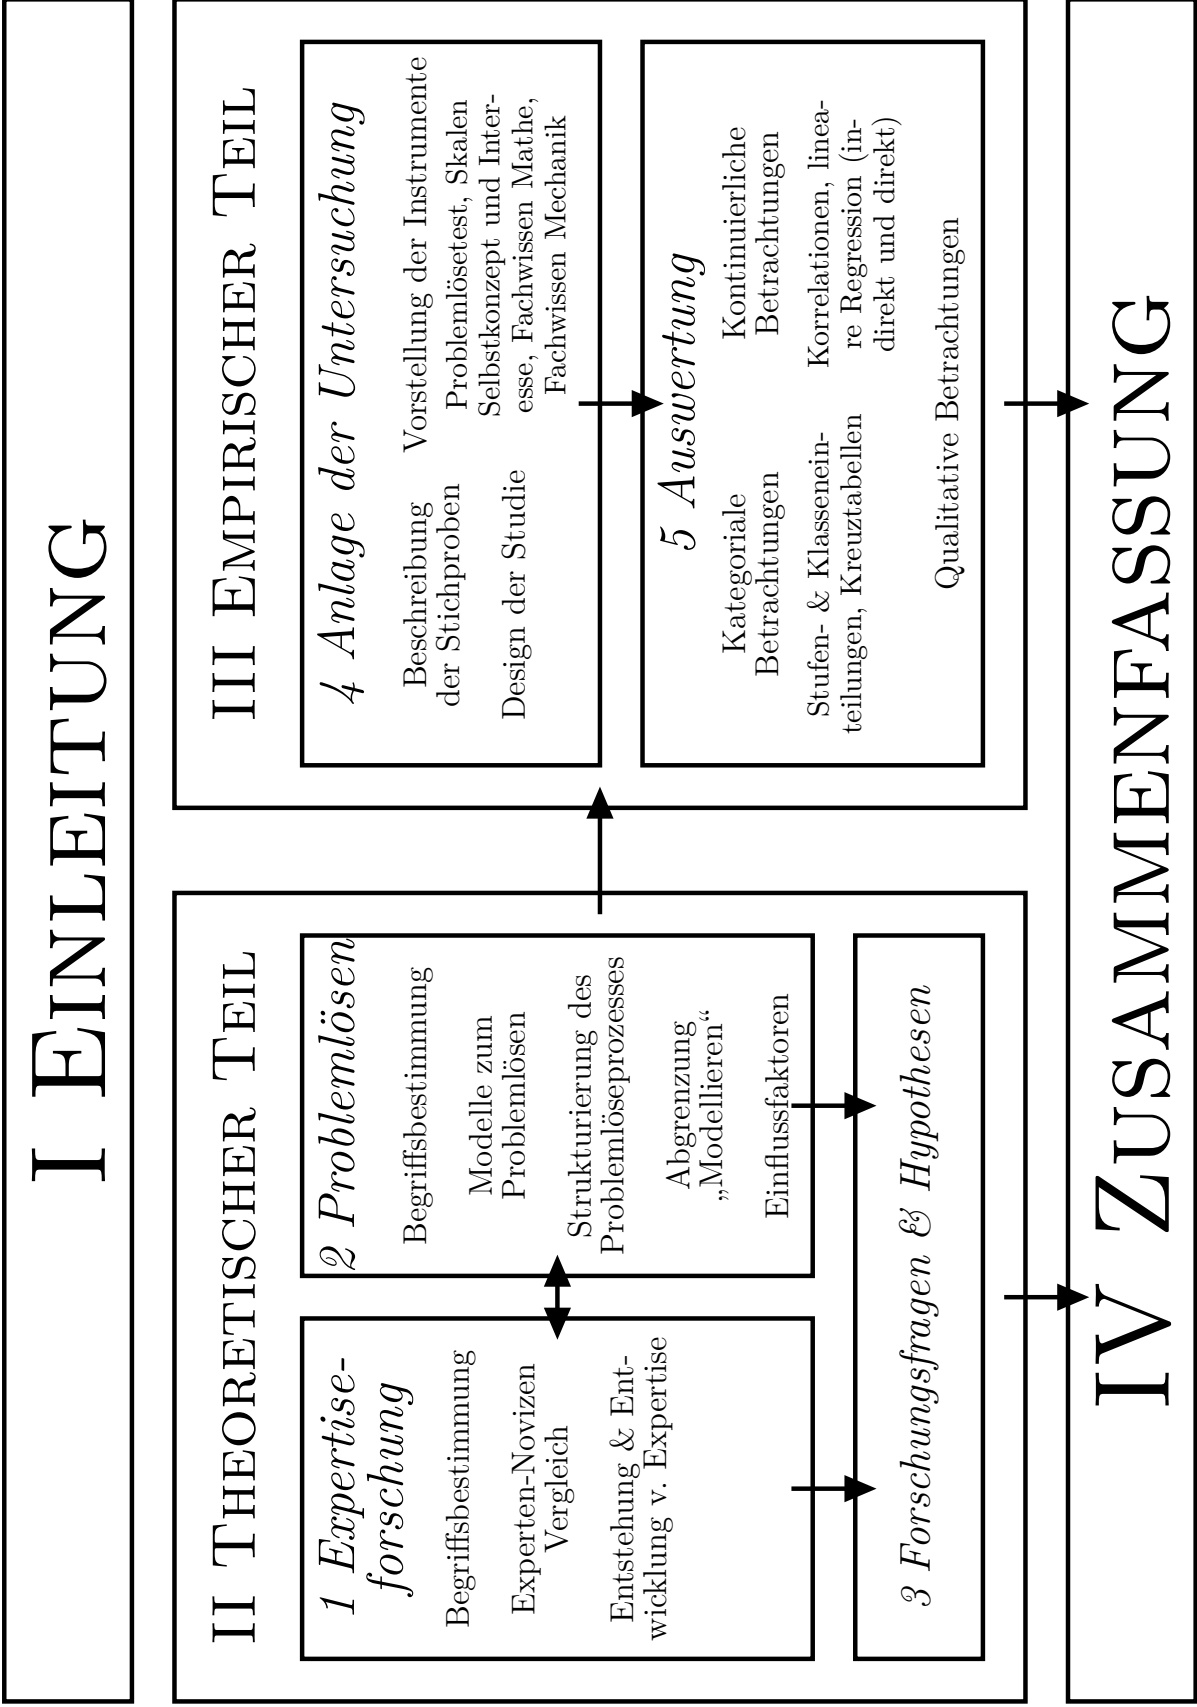 I EINLEITUNG
II THEORETISCHER TEIL
1 Expertise-
forschung
Begriffsbestimmung
Experten-Novizen
Vergleich
Entstehung & Ent-
wicklung v. Expertise
2 Problemlösen
Begriffsbestimmung
Modelle zum
Problemlösen
Strukturierung des
Problemlöseprozesses
Abgrenzung
„Modellieren“
Einflussfaktoren
3 Forschungsfragen & Hypothesen
III EMPIRISCHER TEIL
4 Anlage der Untersuchung
Beschreibung
der Stichproben
Design der Studie
Vorstellung der Instrumente
Problemlösetest, Skalen
Selbstkonzept und Inter-
esse, Fachwissen Mathe,
Fachwissen Mechanik
5 Auswertung
Kategoriale
Betrachtungen
Stufen- & Klassenein-
teilungen, Kreuztabellen
Kontinuierliche
Betrachtungen
Korrelationen, linea-
re Regression (in-
direkt und direkt)
Qualitative Betrachtungen
IV ZUSAMMENFASSUNG